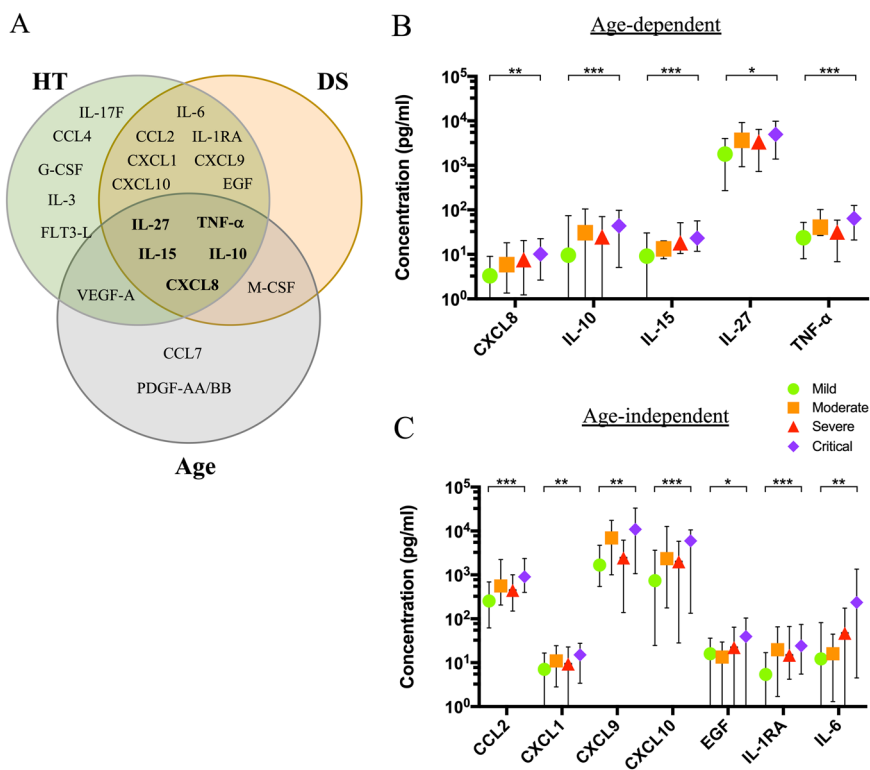 A
HT
DS
IL-17F
IL-6
CCL4
CCL2
IL-1RA
G-CSF
CXCL1
CXCL9
CXCL10
EGF
IL-3
FLT3-L
IL-27
TNF-α
IL-15
IL-10
CXCL8
VEGF-A
M-CSF
CCL7
PDGF-AA/BB
Age
B
Age-dependent
** *** *** * ***
Concentration (pg/ml)
10⁵
10⁴
10³
10²
10¹
10⁰
CXCL8
IL-10
IL-15
IL-27
TNF-α
Mild
Moderate
Severe
Critical
C
Age-independent
*** ** ** *** * *** **
Concentration (pg/ml)
10⁵
10⁴
10³
10²
10¹
10⁰
CCL2
CXCL1
CXCL9
CXCL10
EGF
IL-1RA
IL-6